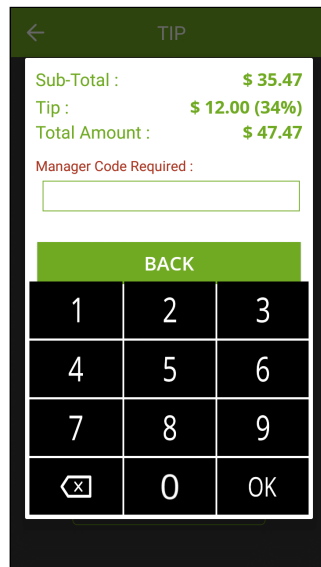 TIP
Sub-Total : $ 35.47
Tip : $ 12.00 (34%)
Total Amount : $ 47.47
Manager Code Required :
BACK
1 2 3
4 5 6
7 8 9
0 OK